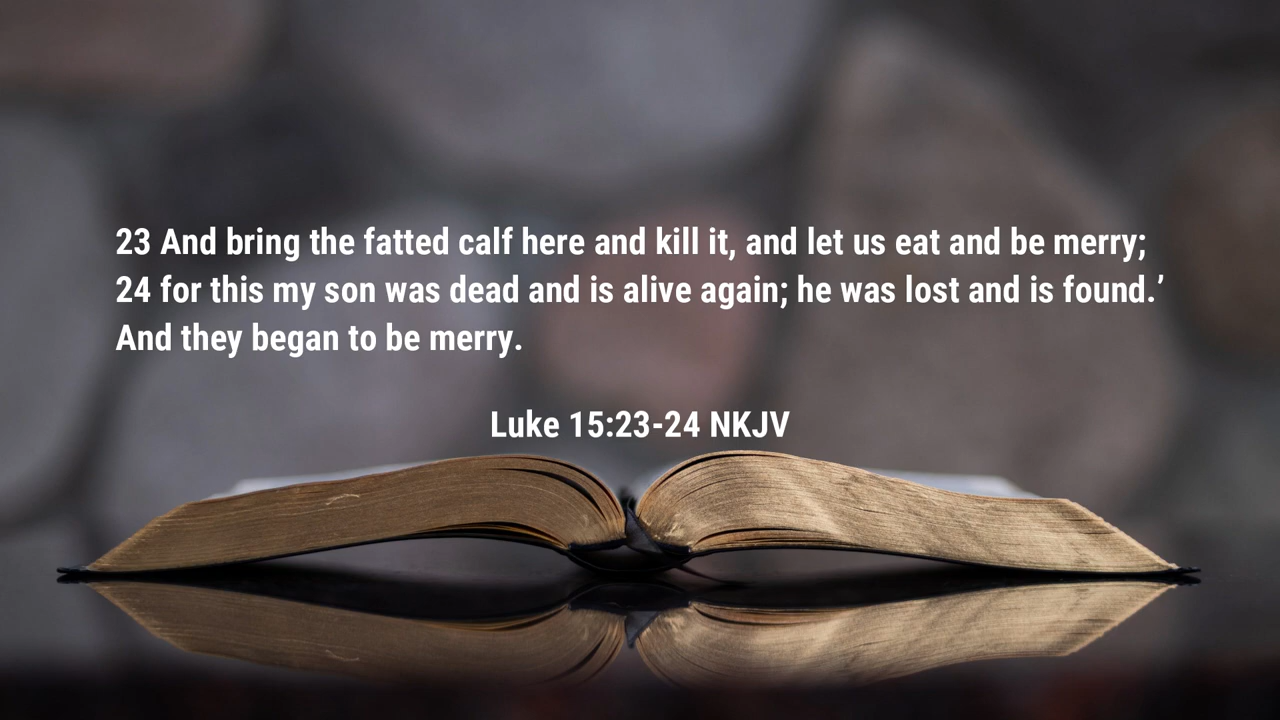 23 And bring the fatted calf here and kill it, and let us eat and be merry;
24 for this my son was dead and is alive again; he was lost and is found.’
And they began to be merry.
Luke 15:23-24 NKJV